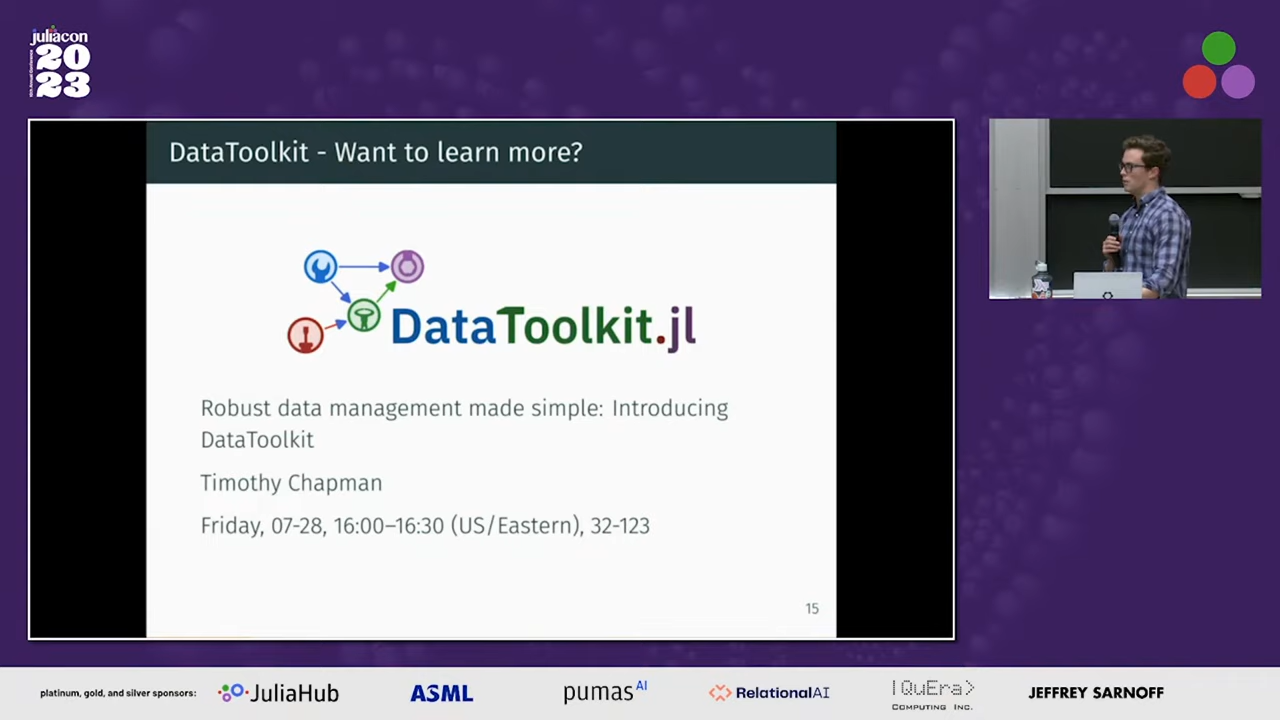 juliacon
20
23
DataToolkit - Want to learn more?
DataToolkit.jl
Robust data management made simple: Introducing
DataToolkit
Timothy Chapman
Friday, 07-28, 16:00–16:30 (US/Eastern), 32-123
15
platinum, gold, and silver sponsors:
JuliaHub
ASML
pumasAI
RelationalAI
|QuEra>
COMPUTING INC.
JEFFREY SARNOFF